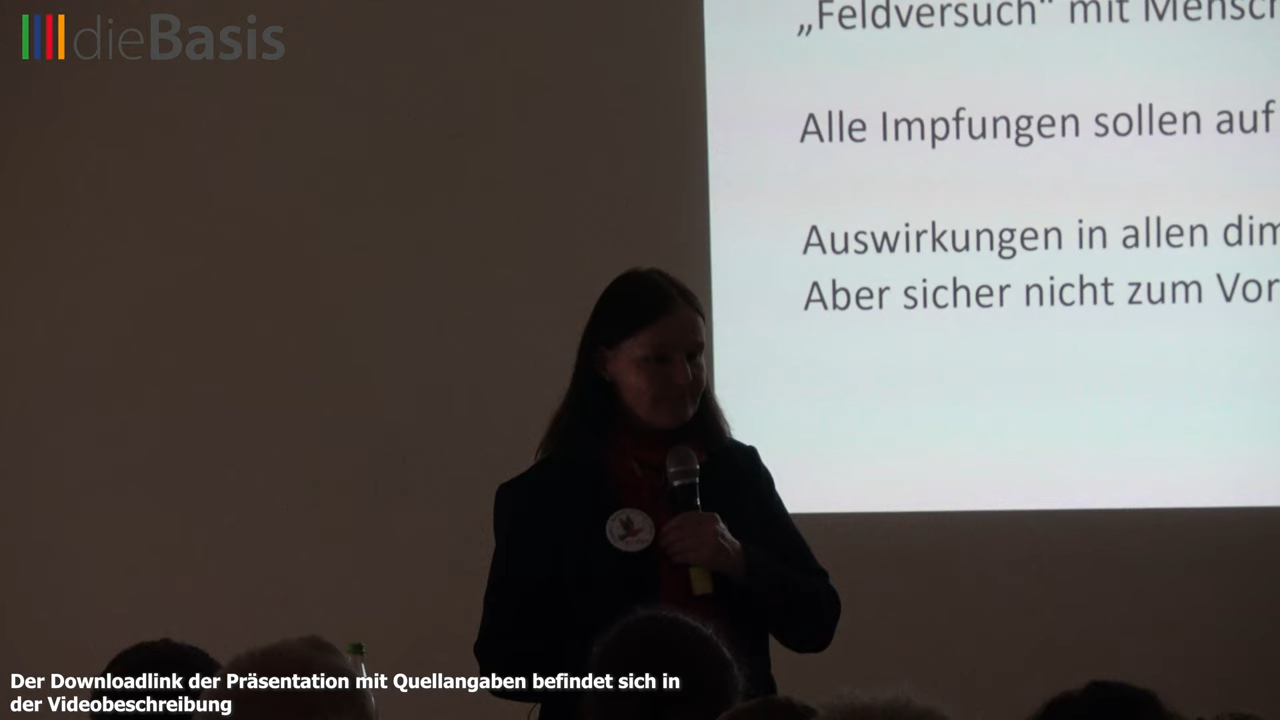 dieBasis
„Feldversuch" mit
Alle Impfungen sollen auf
Auswirkungen in allen
Aber sicher nicht zum
Der Downloadlink der Präsentation mit Quellangaben befindet sich in
der Videobeschreibung